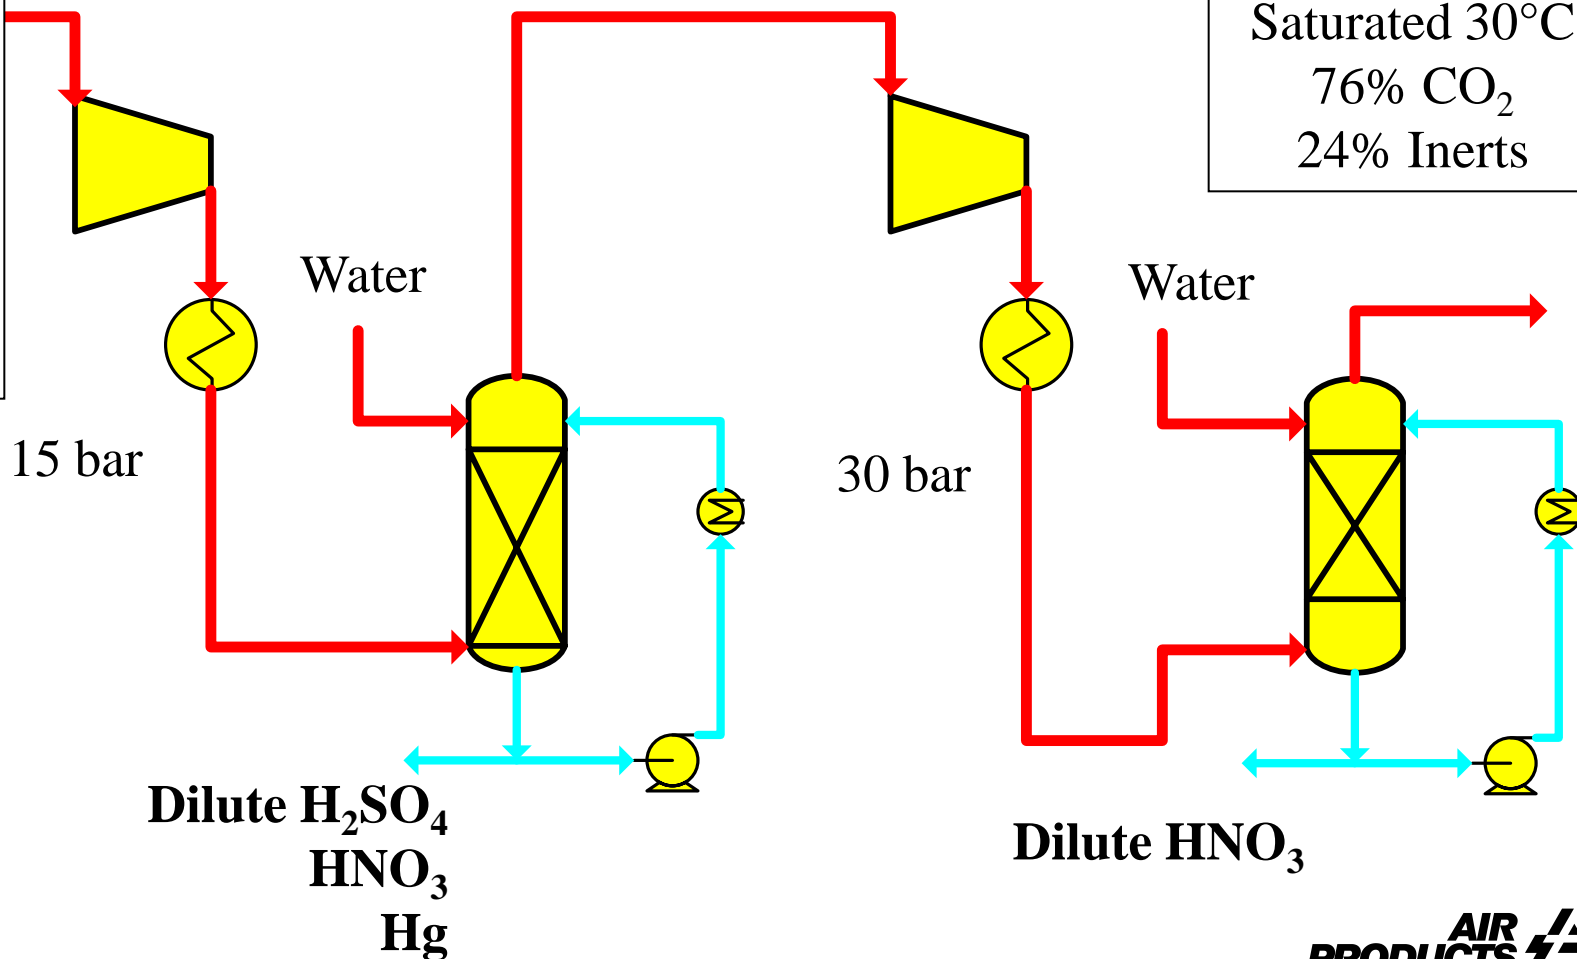 Saturated 30°C
76% CO₂
24% Inerts
Water
Water
15 bar
30 bar
Dilute H₂SO₄
HNO₃
Hg
Dilute HNO₃
AIR
PRODUCTS